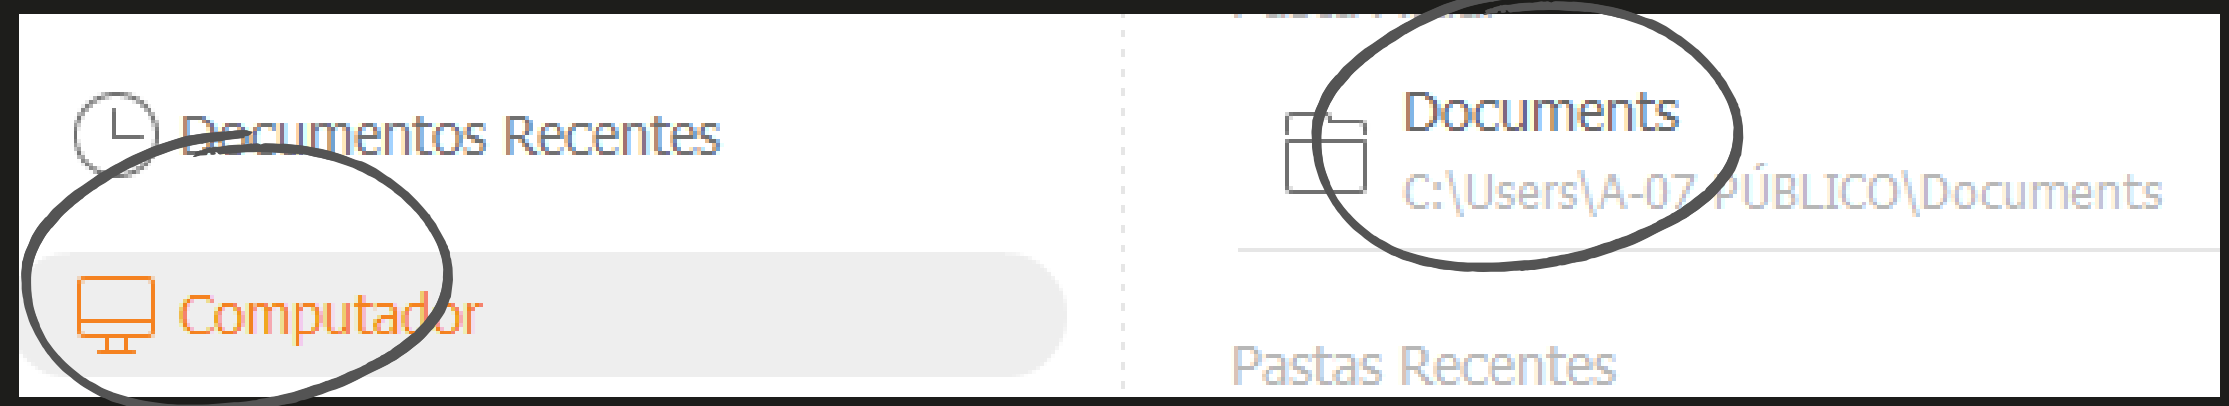 Documentos Recentes
Computador
Documents
C:\Users\A-07 PÚBLICO\Documents
Pastas Recentes